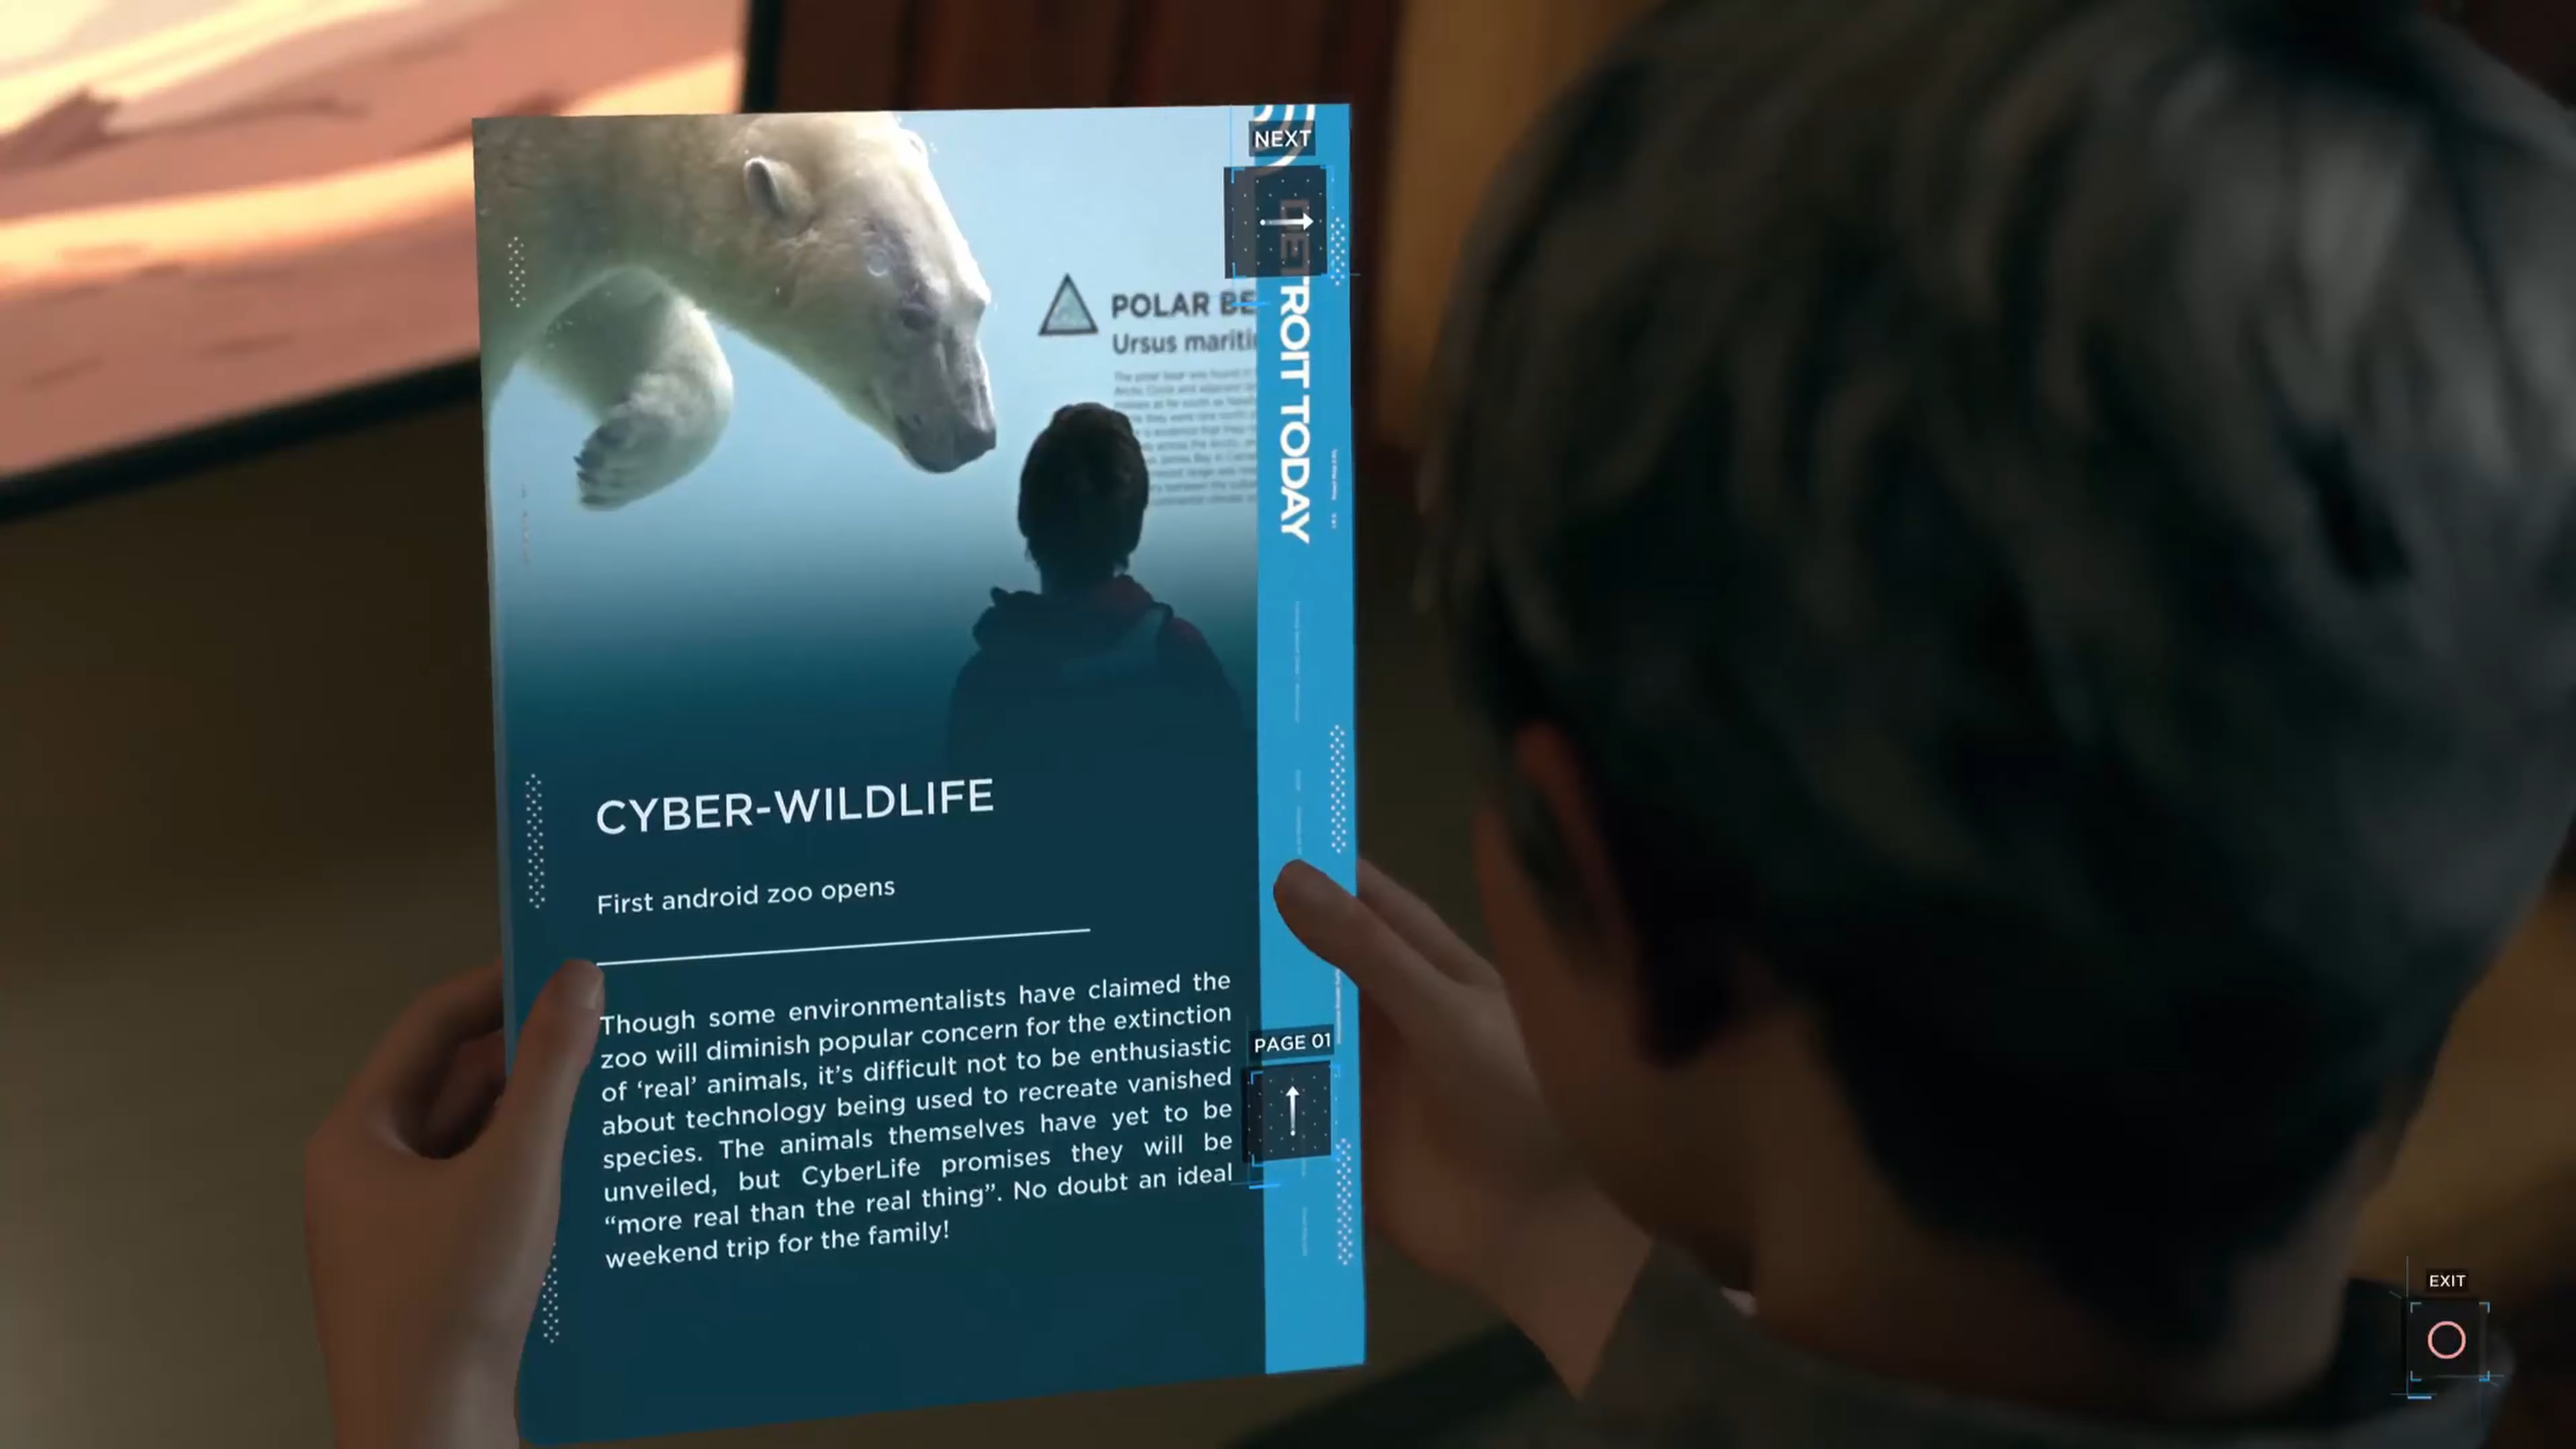 NEXT
POLAR BE
Ursus mariti
TROIT TODAY
CYBER-WILDLIFE
First android zoo opens
Though some environmentalists have claimed the
zoo will diminish popular concern for the extinction
of ‘real’ animals, it’s difficult not to be enthusiastic
about technology being used to recreate vanished
species. The animals themselves have yet to be
unveiled, but CyberLife promises they will be
“more real than the real thing”. No doubt an ideal
weekend trip for the family!
PAGE 01
EXIT